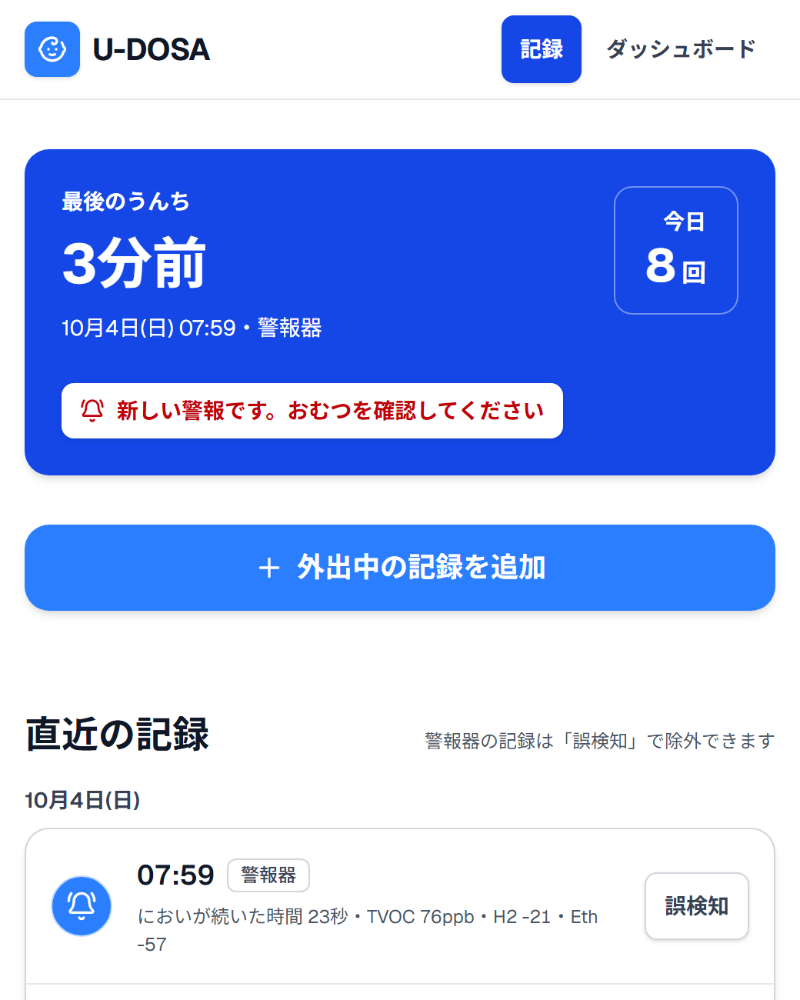 U-DOSA
記録
ダッシュボード
最後のうんち
3分前
10月4日(日) 07:59・警報器
今日
8回
新しい警報です。おむつを確認してください
＋ 外出中の記録を追加
直近の記録
警報器の記録は「誤検知」で除外できます
10月4日(日)
07:59 警報器
においが続いた時間 23秒・TVOC 76ppb・H2 -21・Eth
-57
誤検知